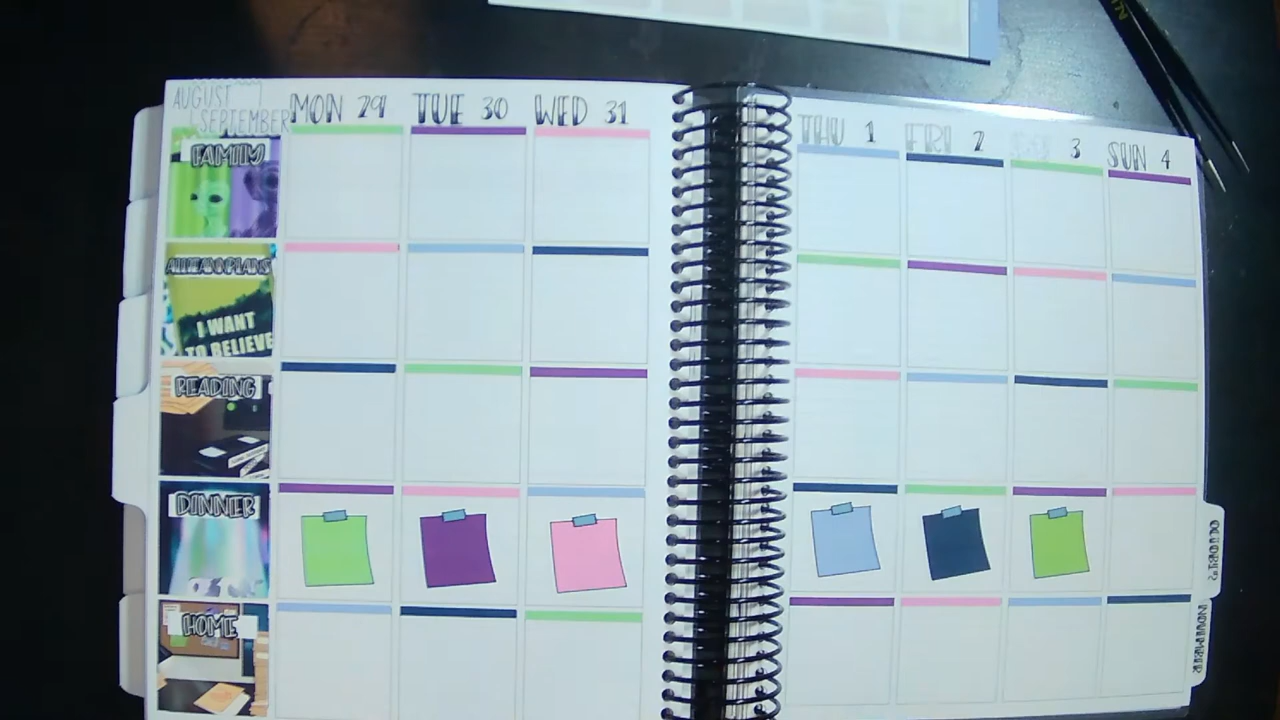 AUGUST
SEPTEMBER
MON 29
TUE 30
WED 31
THU 1
FRI 2
3
SUN 4
FAMILY
I WANT
TO BELIEVE
READING
DINNER
HOME